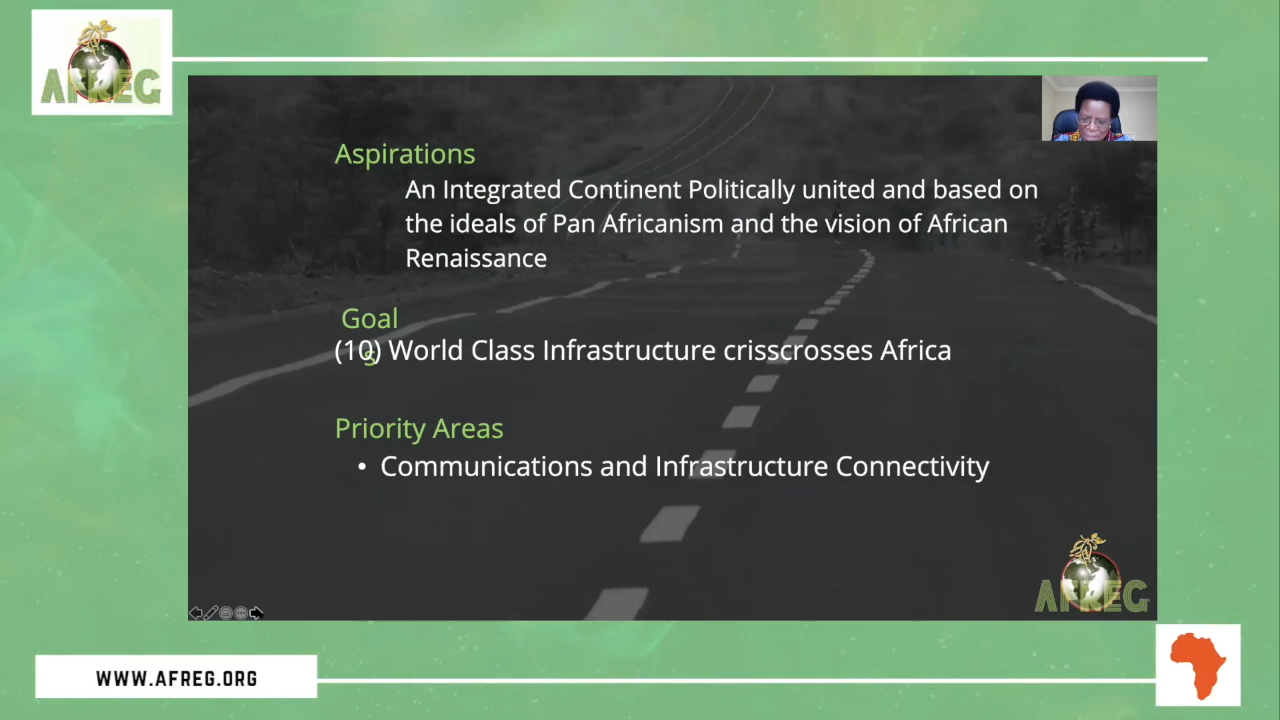 AFREG
Aspirations
An Integrated Continent Politically united and based on
the ideals of Pan Africanism and the vision of African
Renaissance
Goal
s
(10) World Class Infrastructure crisscrosses Africa
Priority Areas
• Communications and Infrastructure Connectivity
AFREG
WWW.AFREG.ORG